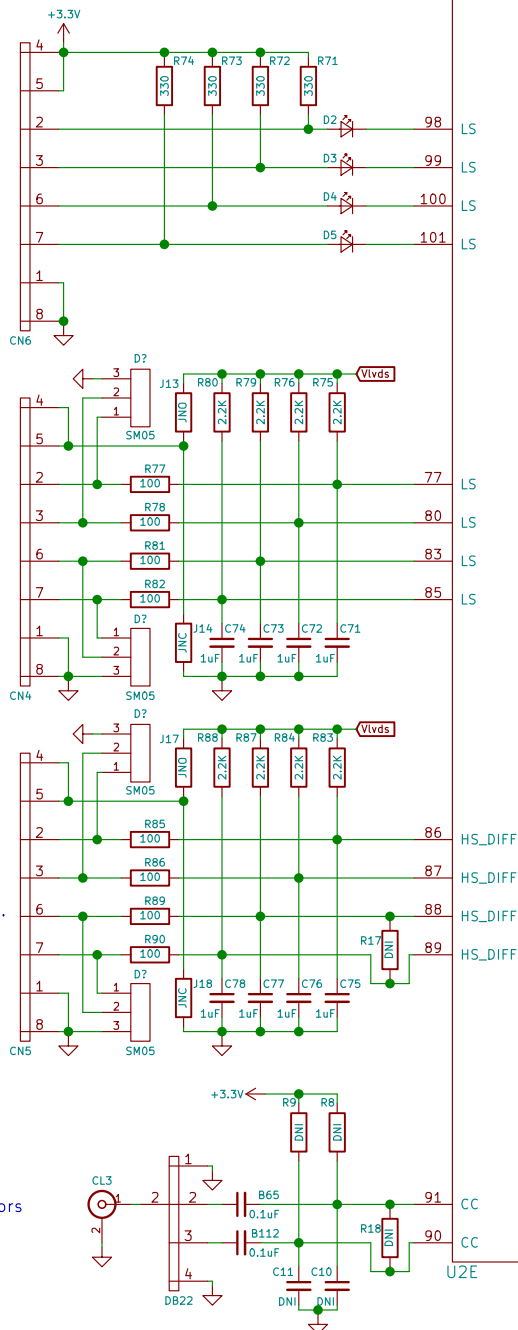 +3.3V
4 R74 R73 R72 R71
330 330 330 330
5
2 D2 98 LS
3 D3 99 LS
6 D4 100 LS
7 D5 101 LS
1
8
CN6
D?
3 J13 R80 R79 R76 R75 Vlvds
2
4 1 JNO 2.2K 2.2K 2.2K 2.2K
SM05
5
R77
2 100 77 LS
R78
3 100 80 LS
R81
6 100 83 LS
R82
7 100 85 LS
1 1 J14 C74 C73 C72 C71
2 JNC 1uF 1uF 1uF 1uF
8 3
CN4 SM05
D?
3 J17 R88 R87 R84 R83 Vlvds
2
4 1 JNO 2.2K 2.2K 2.2K 2.2K
SM05
5
R85
2 100 86 HS_DIFF
R86
3 100 87 HS_DIFF
R89
. 6 100 88 HS_DIFF
R90 R17 DNI
7 100 89 HS_DIFF
D?
1 1 J18 C78 C77 C76 C75
2 JNC 1uF 1uF 1uF 1uF
8 3
CN5 SM05
+3.3V
R9 R8
DNI DNI
1
CL3
B65
ors 1 2 2 0.1uF 91 CC
B112 R18 DNI
2 3 0.1uF 90 CC
C11 C10 U2E
4 DNI DNI
DB22